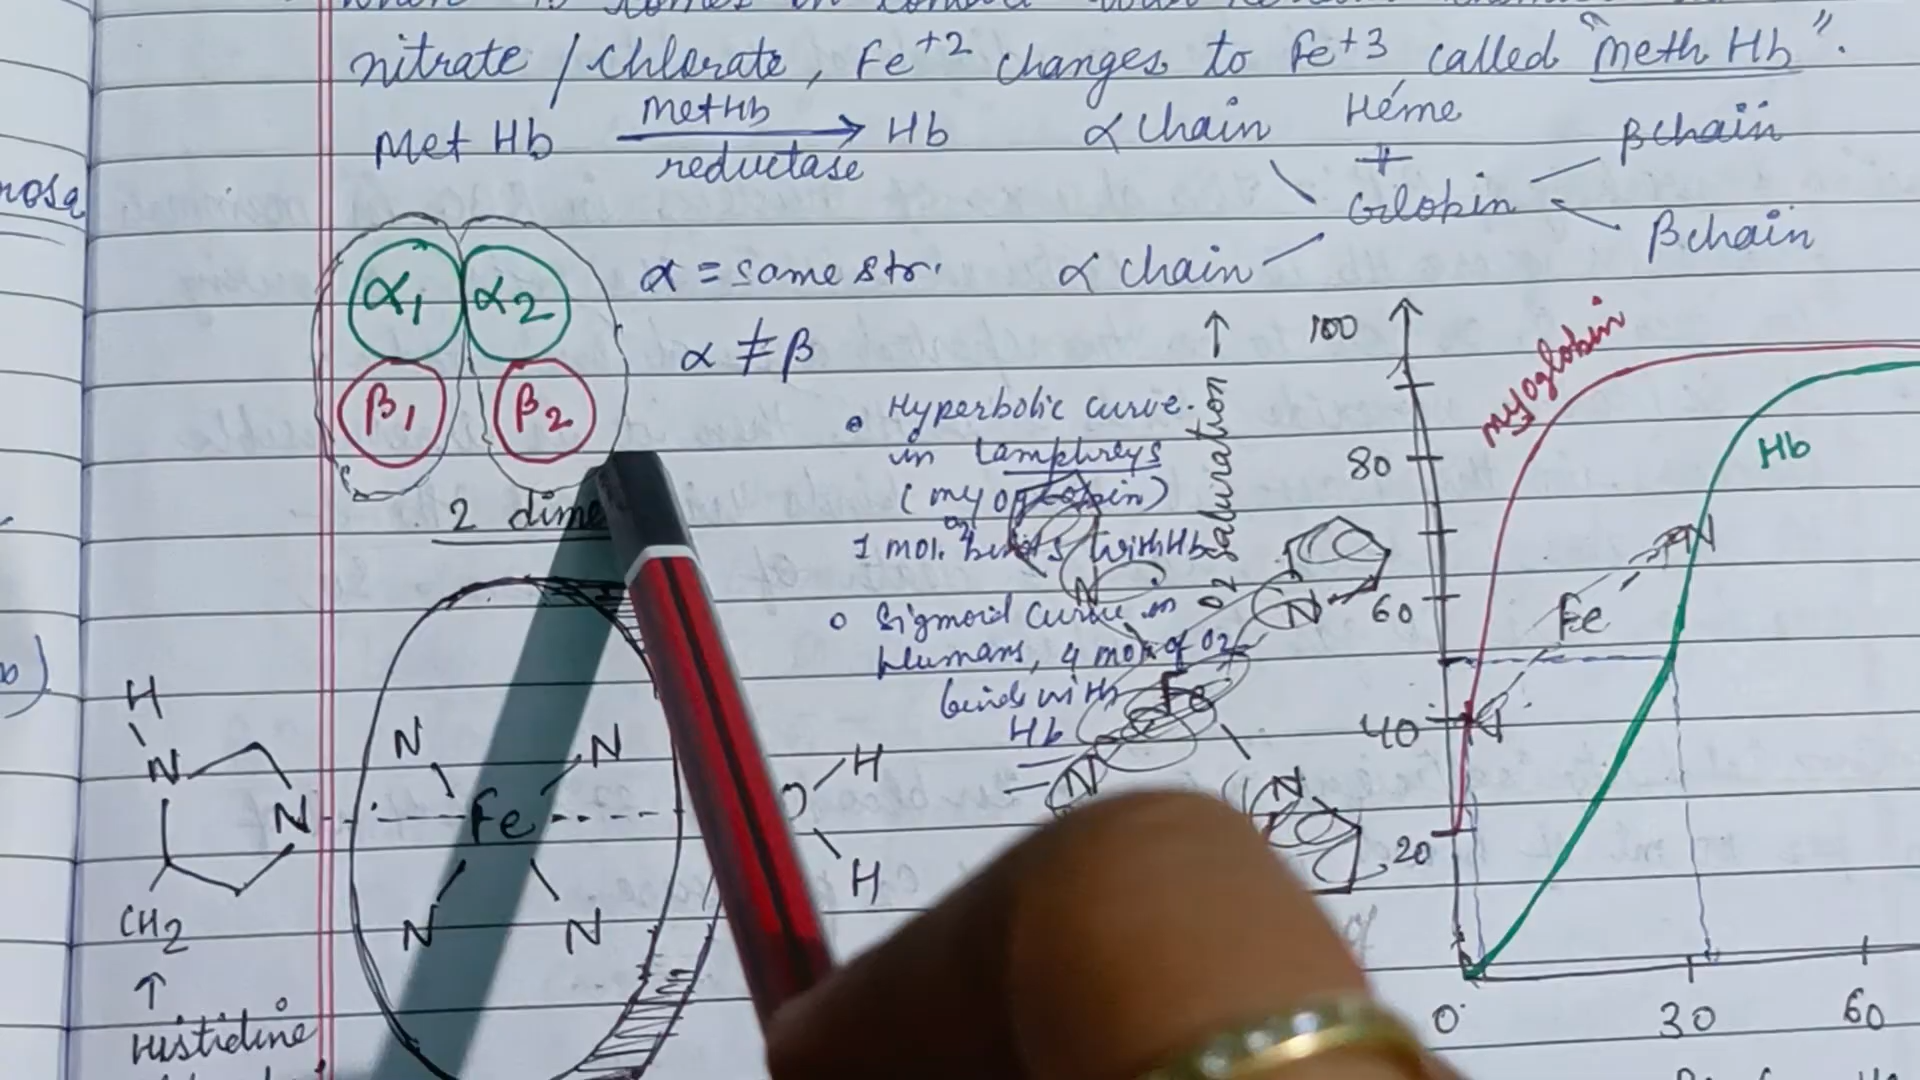 nitrate / chlorate, Fe+2 changes to Fe+3 called "meth Hb".
Met Hb MetHb reductase → Hb
α chain Heme β chain
+
Globin
α chain β chain
α1 α2
β1 β2
α = same str.
α ≠ β
2 dime
Hyperbolic curve.
in lamphreys
(myoglobin)
1 mol. with Hb
Sigmoid curve in
Humans, 4 mol. of O2
binds with
Hb
O2 saturation →
100
80
60
40
20
0 30 60
myoglobin
Hb
Fe
N
N
N
Fe
N
N
N
H
N
N
CH2
↑
Histidine
N N
Fe
N N
O
H
H
nosa
b)